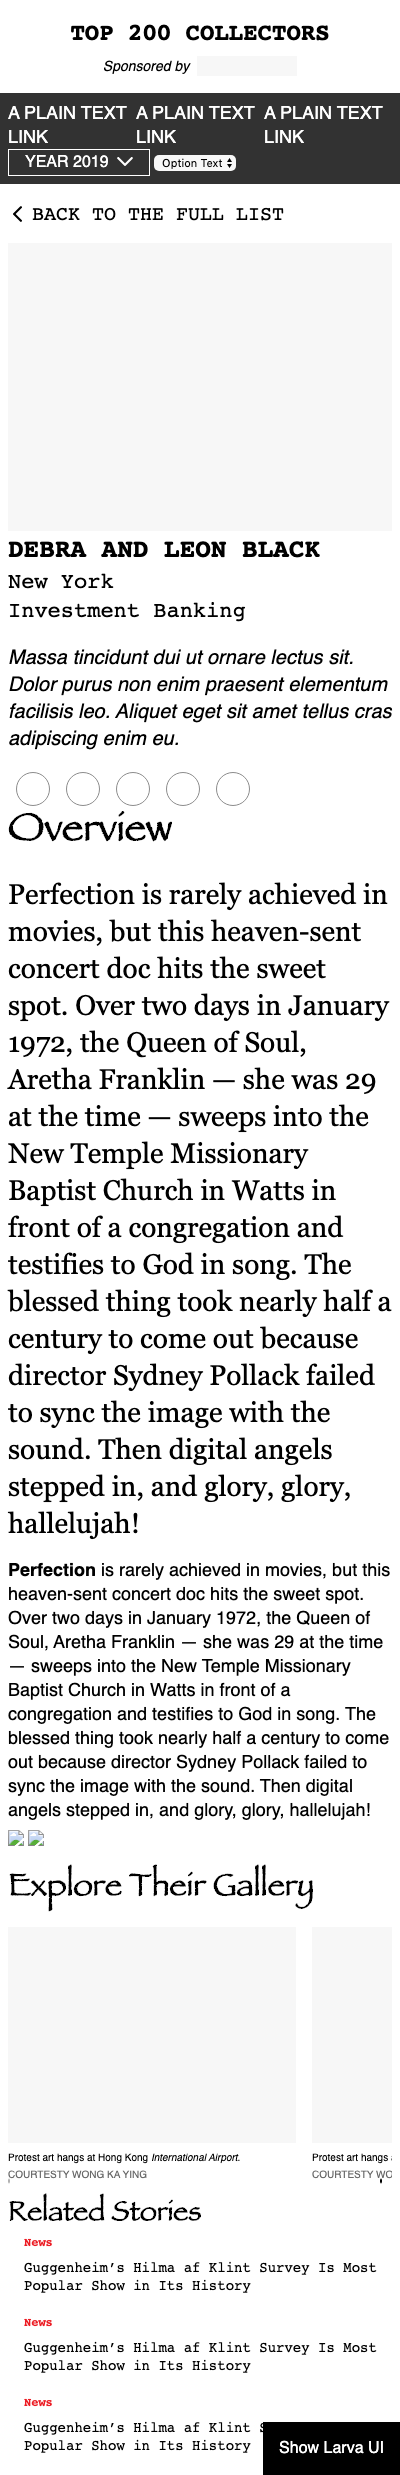 TOP 200 COLLECTORS
Sponsored by
A PLAIN TEXT LINK
A PLAIN TEXT LINK
A PLAIN TEXT LINK
YEAR 2019
Option Text
BACK TO THE FULL LIST
DEBRA AND LEON BLACK
New York
Investment Banking
Massa tincidunt dui ut ornare lectus sit.
Dolor purus non enim praesent elementum
facilisis leo. Aliquet eget sit amet tellus cras
adipiscing enim eu.
Overview
Perfection is rarely achieved in
movies, but this heaven-sent
concert doc hits the sweet
spot. Over two days in January
1972, the Queen of Soul,
Aretha Franklin — she was 29
at the time — sweeps into the
New Temple Missionary
Baptist Church in Watts in
front of a congregation and
testifies to God in song. The
blessed thing took nearly half a
century to come out because
director Sydney Pollack failed
to sync the image with the
sound. Then digital angels
stepped in, and glory, glory,
hallelujah!
Perfection is rarely achieved in movies, but this
heaven-sent concert doc hits the sweet spot.
Over two days in January 1972, the Queen of
Soul, Aretha Franklin — she was 29 at the time
— sweeps into the New Temple Missionary
Baptist Church in Watts in front of a
congregation and testifies to God in song. The
blessed thing took nearly half a century to come
out because director Sydney Pollack failed to
sync the image with the sound. Then digital
angels stepped in, and glory, glory, hallelujah!
Explore Their Gallery
Protest art hangs at Hong Kong International Airport.
COURTESTY WONG KA YING
Protest art hangs
COURTESTY WO
Related Stories
News
Guggenheim’s Hilma af Klint Survey Is Most
Popular Show in Its History
News
Guggenheim’s Hilma af Klint Survey Is Most
Popular Show in Its History
News
Guggenheim’s Hilma af Klint
Popular Show in Its History
Show Larva UI